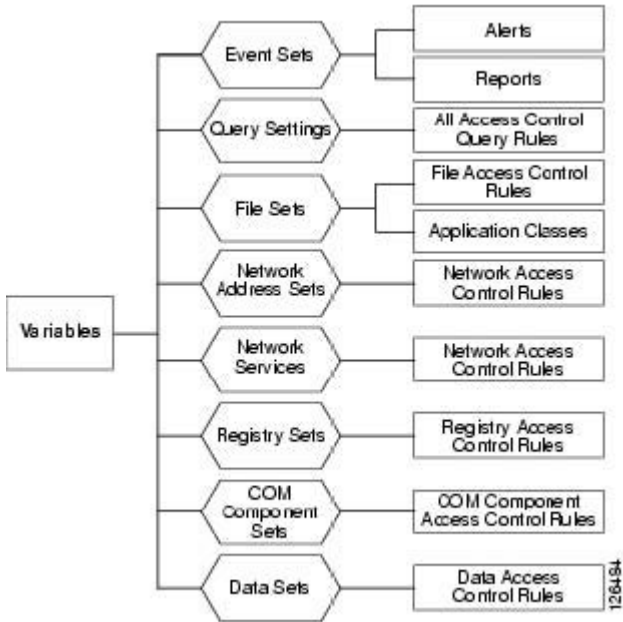 Variables
Event Sets
Alerts
Reports
Query Settings
All Access Control
Query Rules
File Sets
File Access Control
Rules
Application Classes
Network
Address Sets
Network Access
Control Rules
Network
Services
Network Access
Control Rules
Registry Sets
Registry Access
Control Rules
COM
Component
Sets
COM Component
Access Control Rules
Data Sets
Data Access
Control Rules
126484